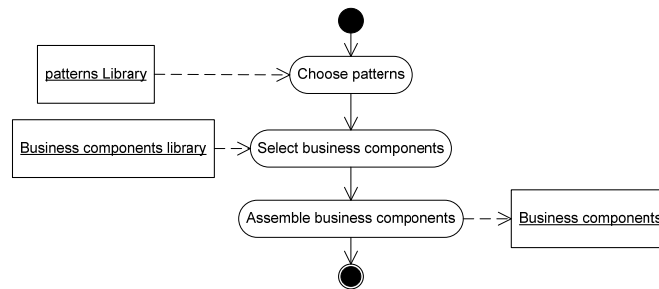 patterns Library
Choose patterns
Business components library
Select business components
Assemble business components
Business components